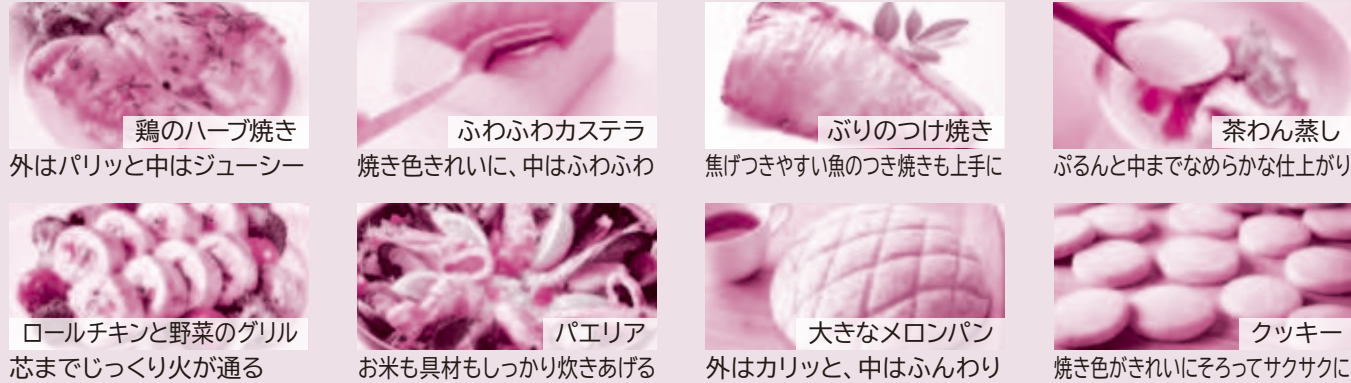 鶏のハーブ焼き
外はパリッと中はジューシー
ふわふわカステラ
焼き色きれいに、中はふわふわ
ぶりのつけ焼き
焦げつきやすい魚のつき焼きも上手に
茶わん蒸し
ぷるんと中までなめらかな仕上がり
ロールチキンと野菜のグリル
芯までじっくり火が通る
パエリア
お米も具材もしっかり炊きあげる
大きなメロンパン
外はカリッと、中はふんわり
クッキー
焼き色がきれいにそろってサクサクに